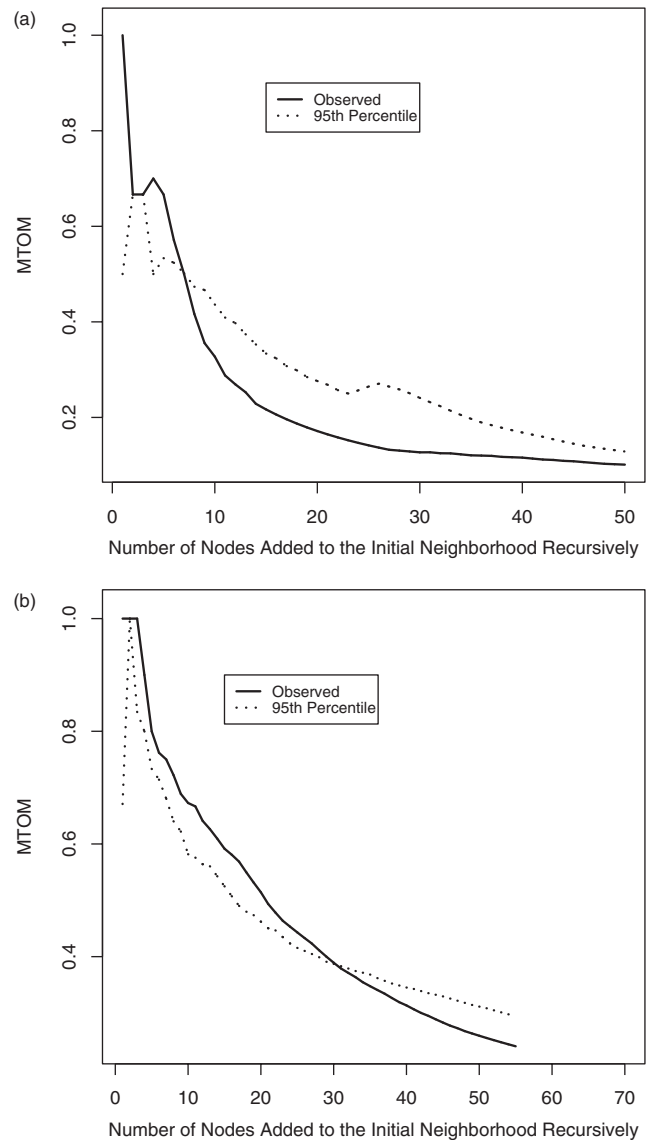 (a)
1.0
0.8
0.6
0.4
0.2
MTOM
Observed
95th Percentile
0 10 20 30 40 50
Number of Nodes Added to the Initial Neighborhood Recursively
(b)
1.0
0.8
0.6
0.4
MTOM
Observed
95th Percentile
0 10 20 30 40 50 60 70
Number of Nodes Added to the Initial Neighborhood Recursively